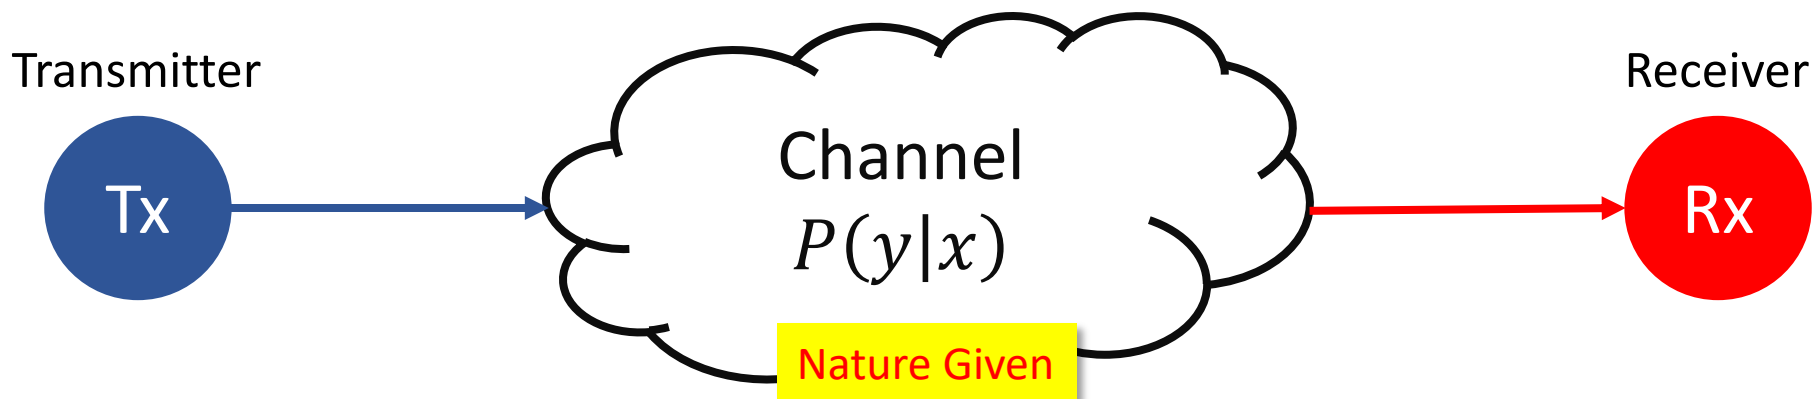 Transmitter
Receiver
Tx
Channel
P(y|x)
Rx
Nature Given